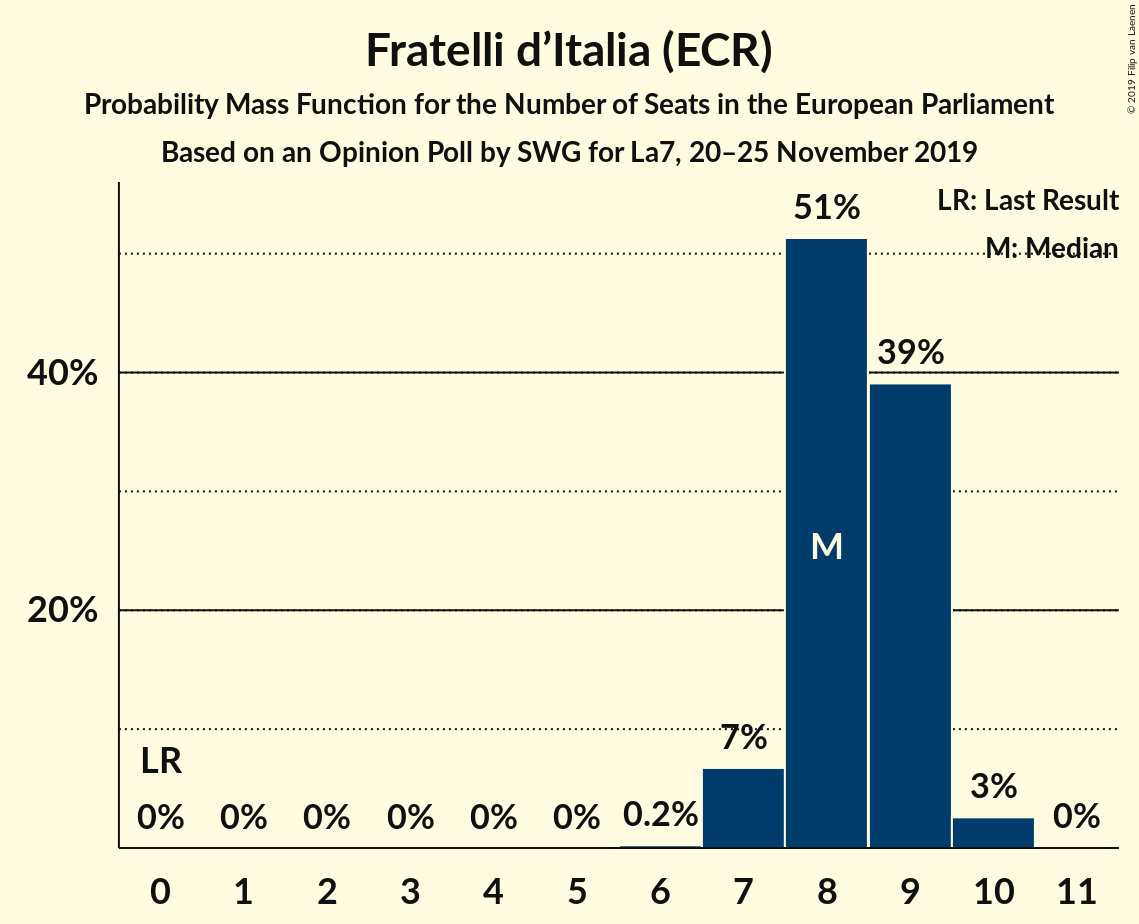 Fratelli d’Italia (ECR)
Probability Mass Function for the Number of Seats in the European Parliament
Based on an Opinion Poll by SWG for La7, 20–25 November 2019
© 2019 Filip van Laenen
LR: Last Result
M: Median
51%
39%
40%
M
20%
7%
LR
3%
0% 0% 0% 0% 0% 0% 0.2% 0%
0 1 2 3 4 5 6 7 8 9 10 11